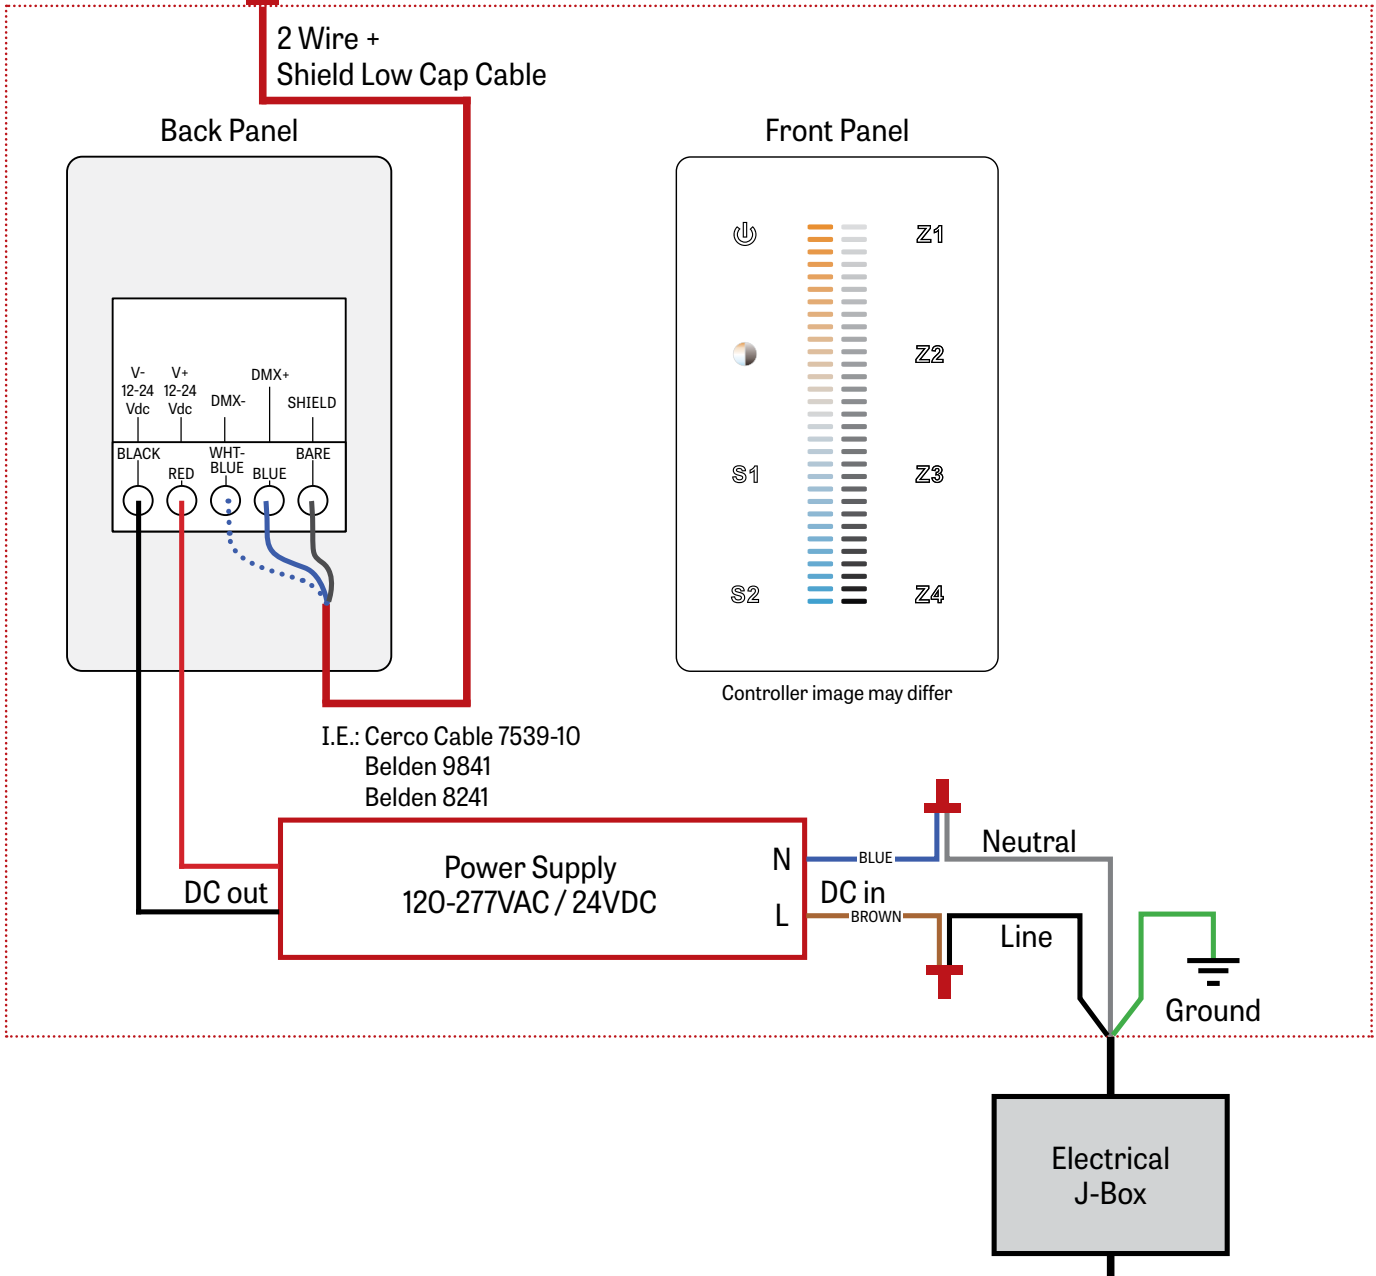 2 Wire +
Shield Low Cap Cable
Back Panel
Front Panel
V-
12-24
Vdc
V+
12-24
Vdc
DMX-
DMX+
SHIELD
BLACK
RED
WHT-
BLUE
BLUE
BARE
Z1
Z2
S1
Z3
S2
Z4
Controller image may differ
I.E.: Cerco Cable 7539-10
Belden 9841
Belden 8241
Power Supply
120-277VAC / 24VDC
N
L
DC out
DC in
BLUE
BROWN
Neutral
Line
Ground
Electrical
J-Box